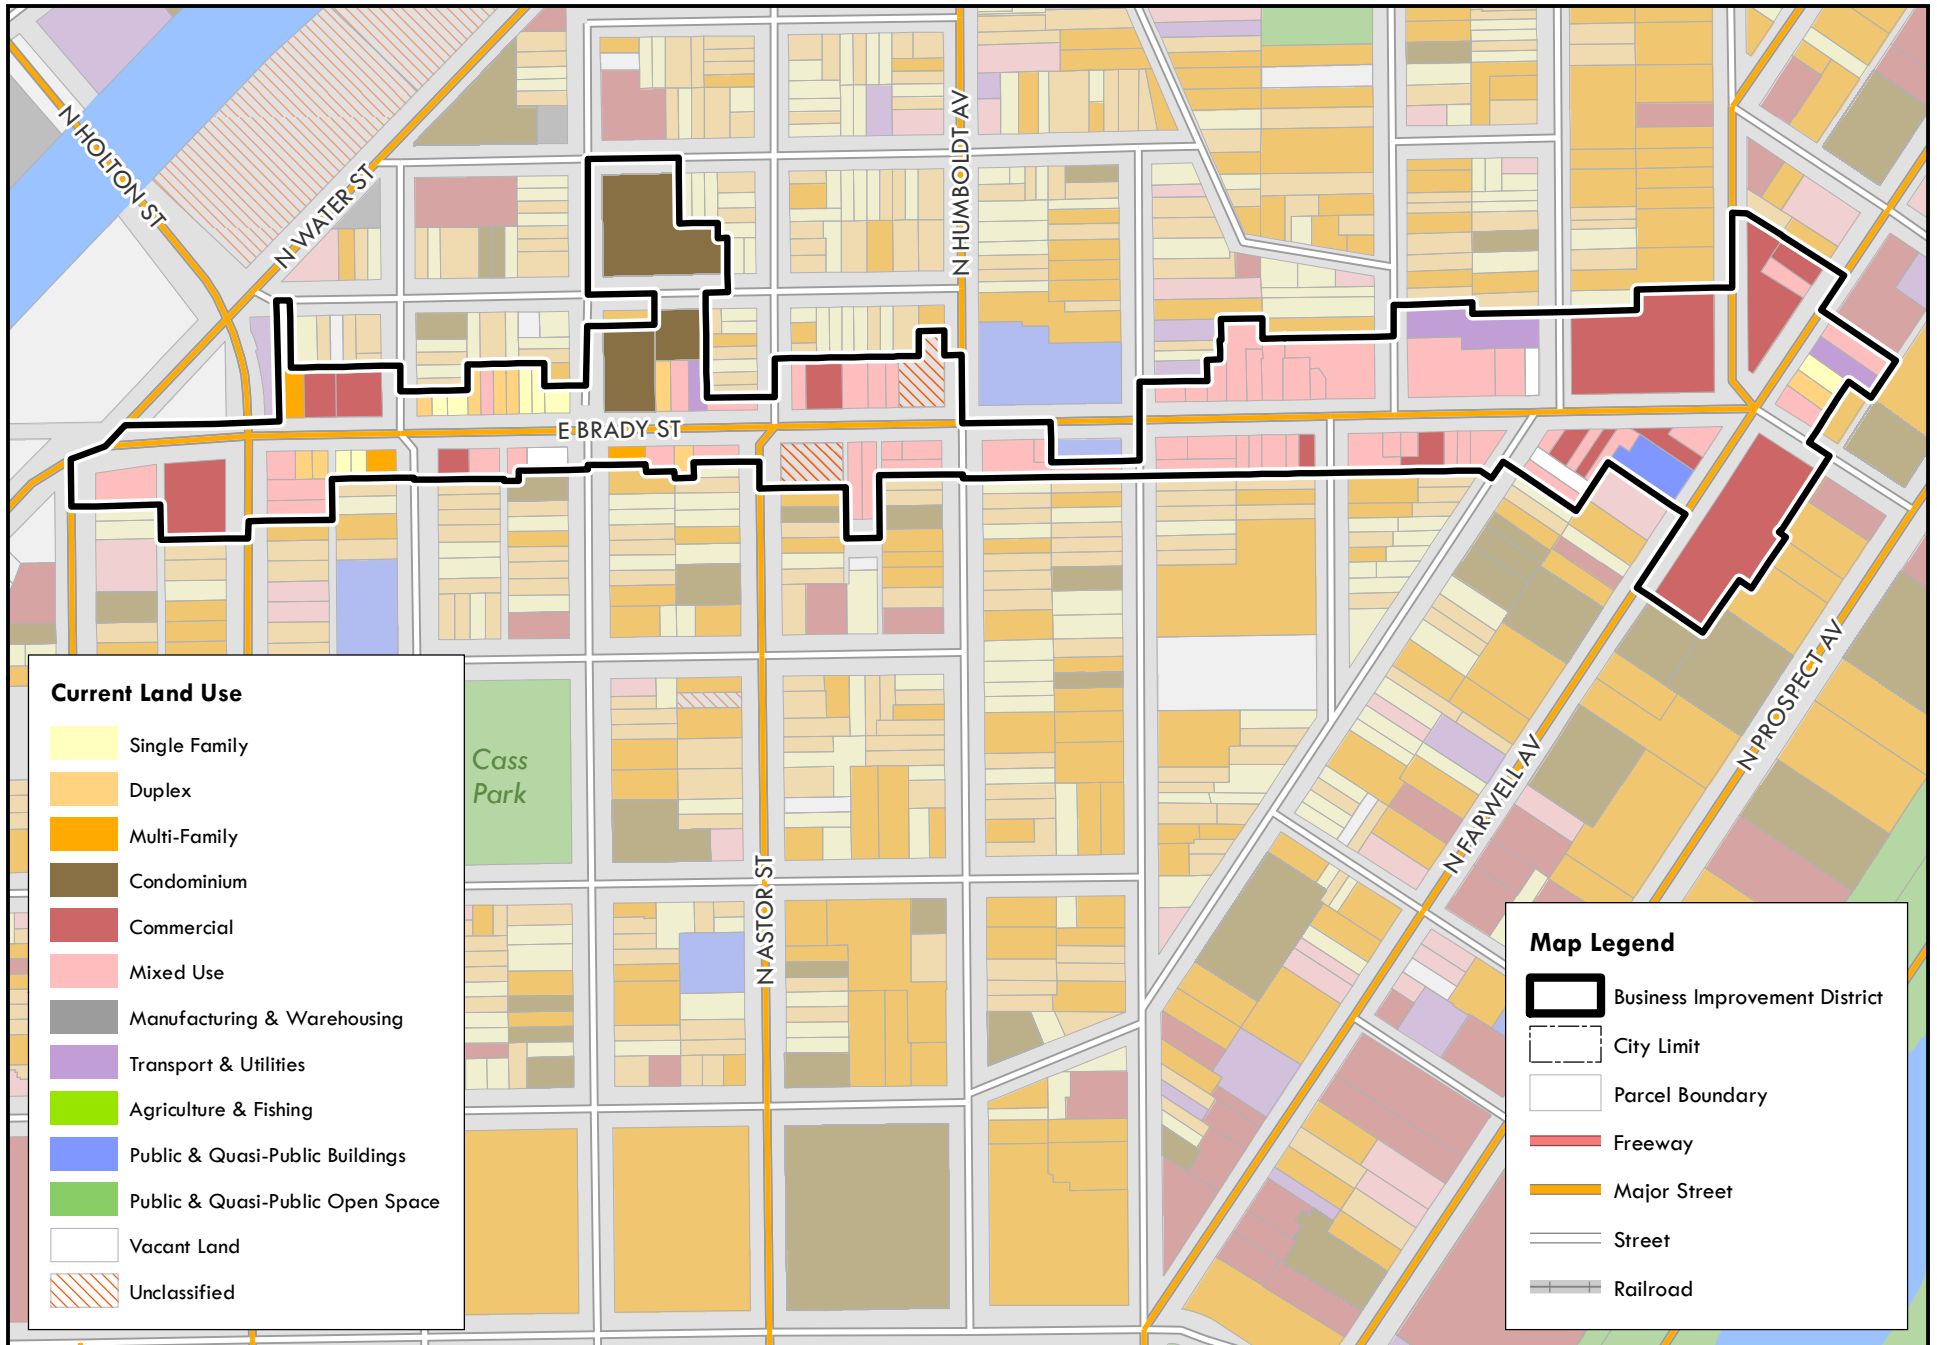 N HOLTON ST
N WATER ST
N HUMBOLDT AV
E BRADY ST
Cass
Park
N ASTOR ST
N FARWELL AV
N PROSPECT AV
Current Land Use
Single Family
Duplex
Multi-Family
Condominium
Commercial
Mixed Use
Manufacturing & Warehousing
Transport & Utilities
Agriculture & Fishing
Public & Quasi-Public Buildings
Public & Quasi-Public Open Space
Vacant Land
Unclassified
Map Legend
Business Improvement District
City Limit
Parcel Boundary
Freeway
Major Street
Street
Railroad